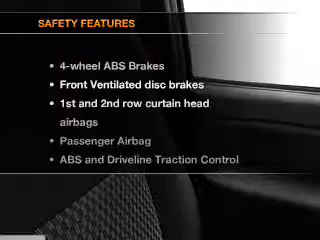 SAFETY FEATURES
• 4-wheel ABS Brakes
• Front Ventilated disc brakes
• 1st and 2nd row curtain head
airbags
• Passenger Airbag
• ABS and Driveline Traction Control